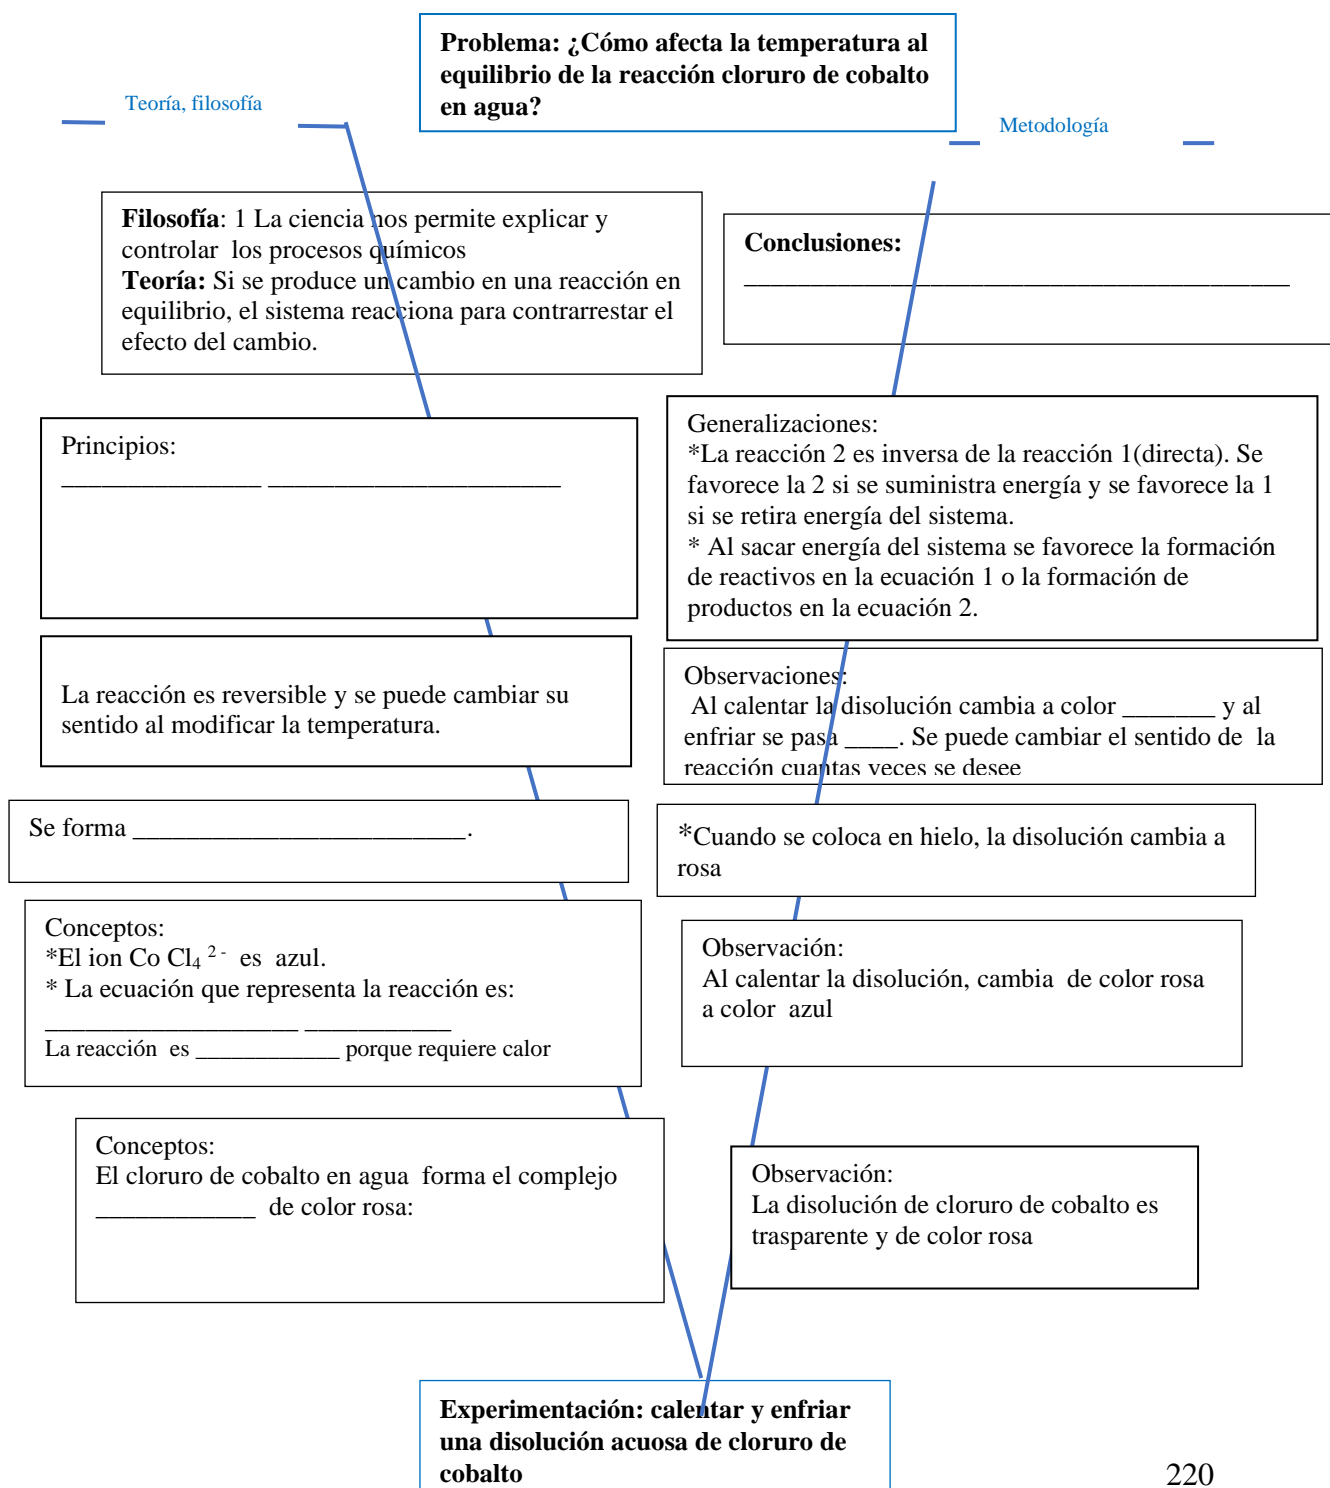 Problema: ¿Cómo afecta la temperatura al
equilibrio de la reacción cloruro de cobalto
en agua?
Teoría, filosofía
Metodología
Filosofía: 1 La ciencia nos permite explicar y
controlar los procesos químicos
Teoría: Si se produce un cambio en una reacción en
equilibrio, el sistema reacciona para contrarrestar el
efecto del cambio.
Conclusiones:
_________________________________________
Principios:
_______________ ______________________
Generalizaciones:
*La reacción 2 es inversa de la reacción 1(directa). Se
favorece la 2 si se suministra energía y se favorece la 1
si se retira energía del sistema.
* Al sacar energía del sistema se favorece la formación
de reactivos en la ecuación 1 o la formación de
productos en la ecuación 2.
La reacción es reversible y se puede cambiar su
sentido al modificar la temperatura.
Observaciones:
Al calentar la disolución cambia a color _______ y al
enfriar se pasa ____. Se puede cambiar el sentido de la
reacción cuantas veces se desee
Se forma _________________________.
*Cuando se coloca en hielo, la disolución cambia a
rosa
Conceptos:
*El ion Co Cl₄ ²⁻ es azul.
* La ecuación que representa la reacción es:
___________________ ___________
La reacción es ____________ porque requiere calor
Observación:
Al calentar la disolución, cambia de color rosa
a color azul
Conceptos:
El cloruro de cobalto en agua forma el complejo
____________ de color rosa:
Observación:
La disolución de cloruro de cobalto es
trasparente y de color rosa
Experimentación: calentar y enfriar
una disolución acuosa de cloruro de
cobalto
220